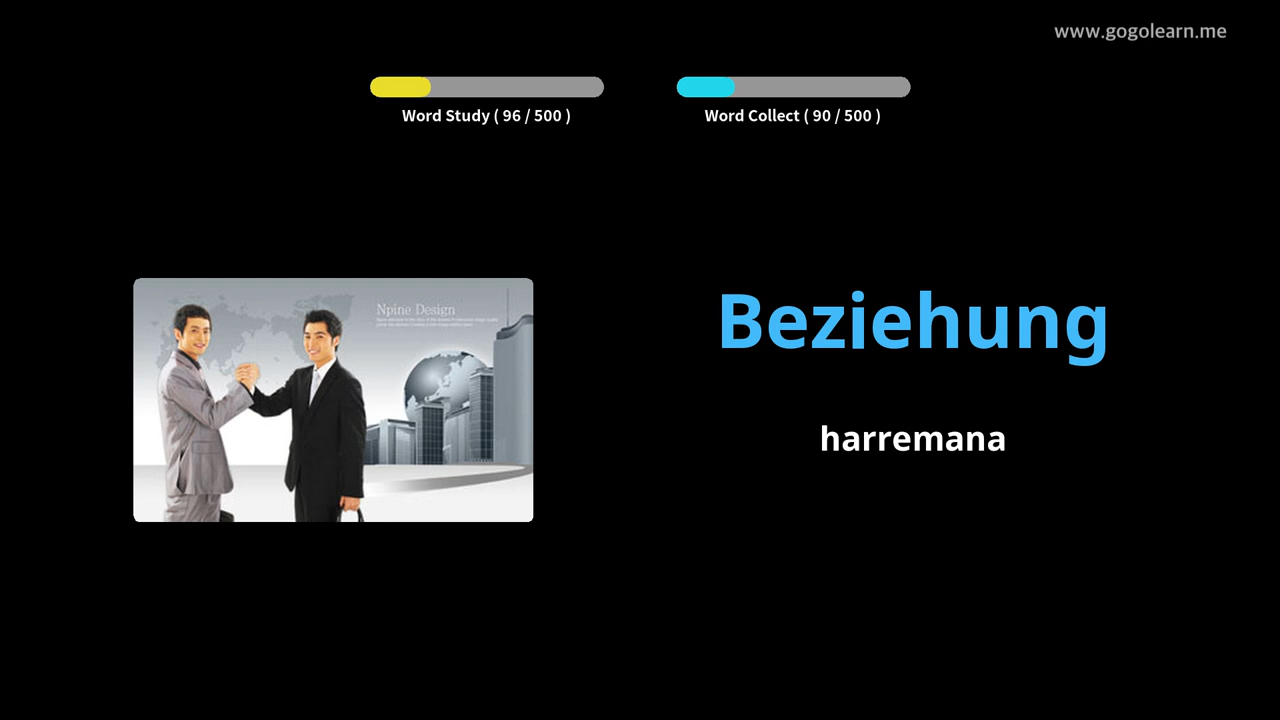 www.gogolearn.me
Word Study ( 96 / 500 )
Word Collect ( 90 / 500 )
Npine Design
Beziehung
harremana